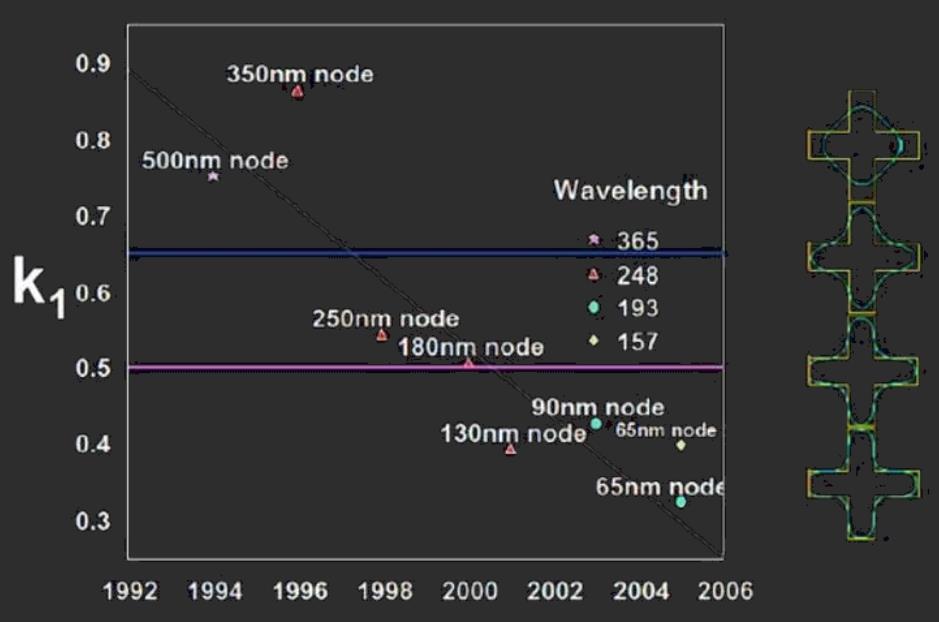 0.9
350nm node
0.8
500nm node
0.7
Wavelength
365
k1
0.6
248
193
250nm node
157
180nm node
0.5
90nm node
0.4
130nm node
65nm node
65nm node
0.3
1992 1994 1996 1998 2000 2002 2004 2006